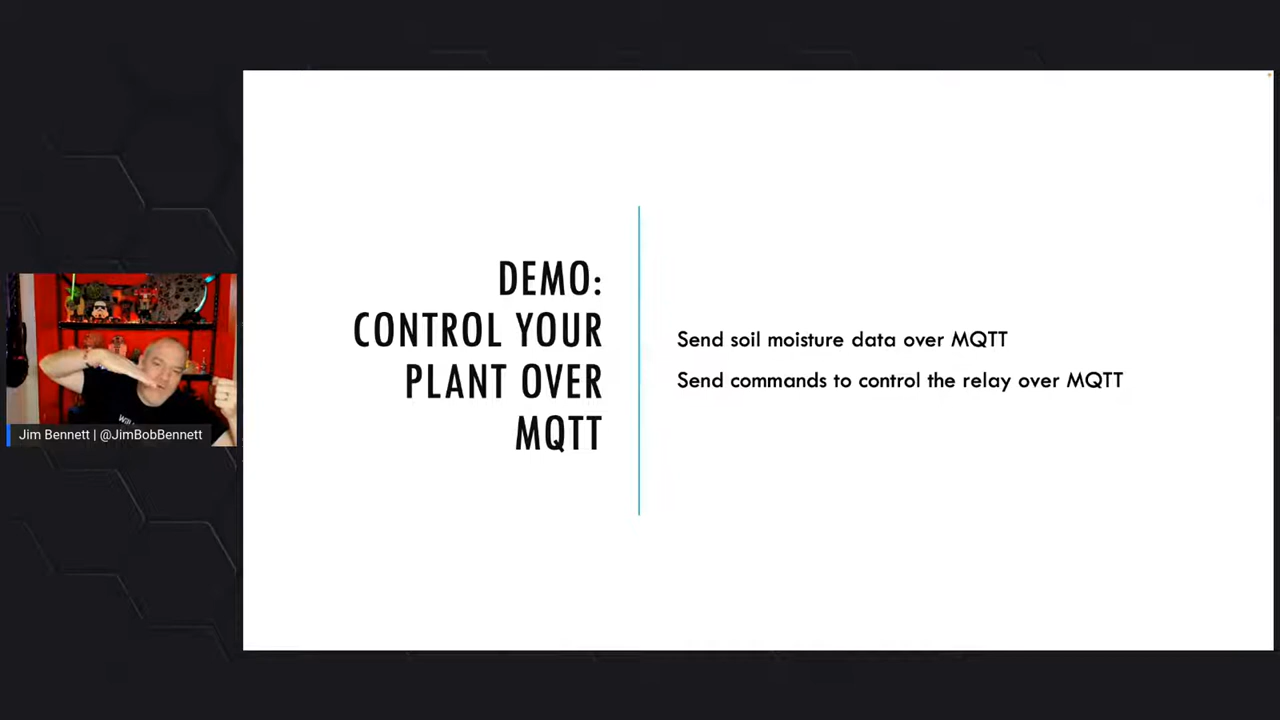 DEMO:
CONTROL YOUR
PLANT OVER
MQTT
Send soil moisture data over MQTT
Send commands to control the relay over MQTT
Jim Bennett | @JimBobBennett